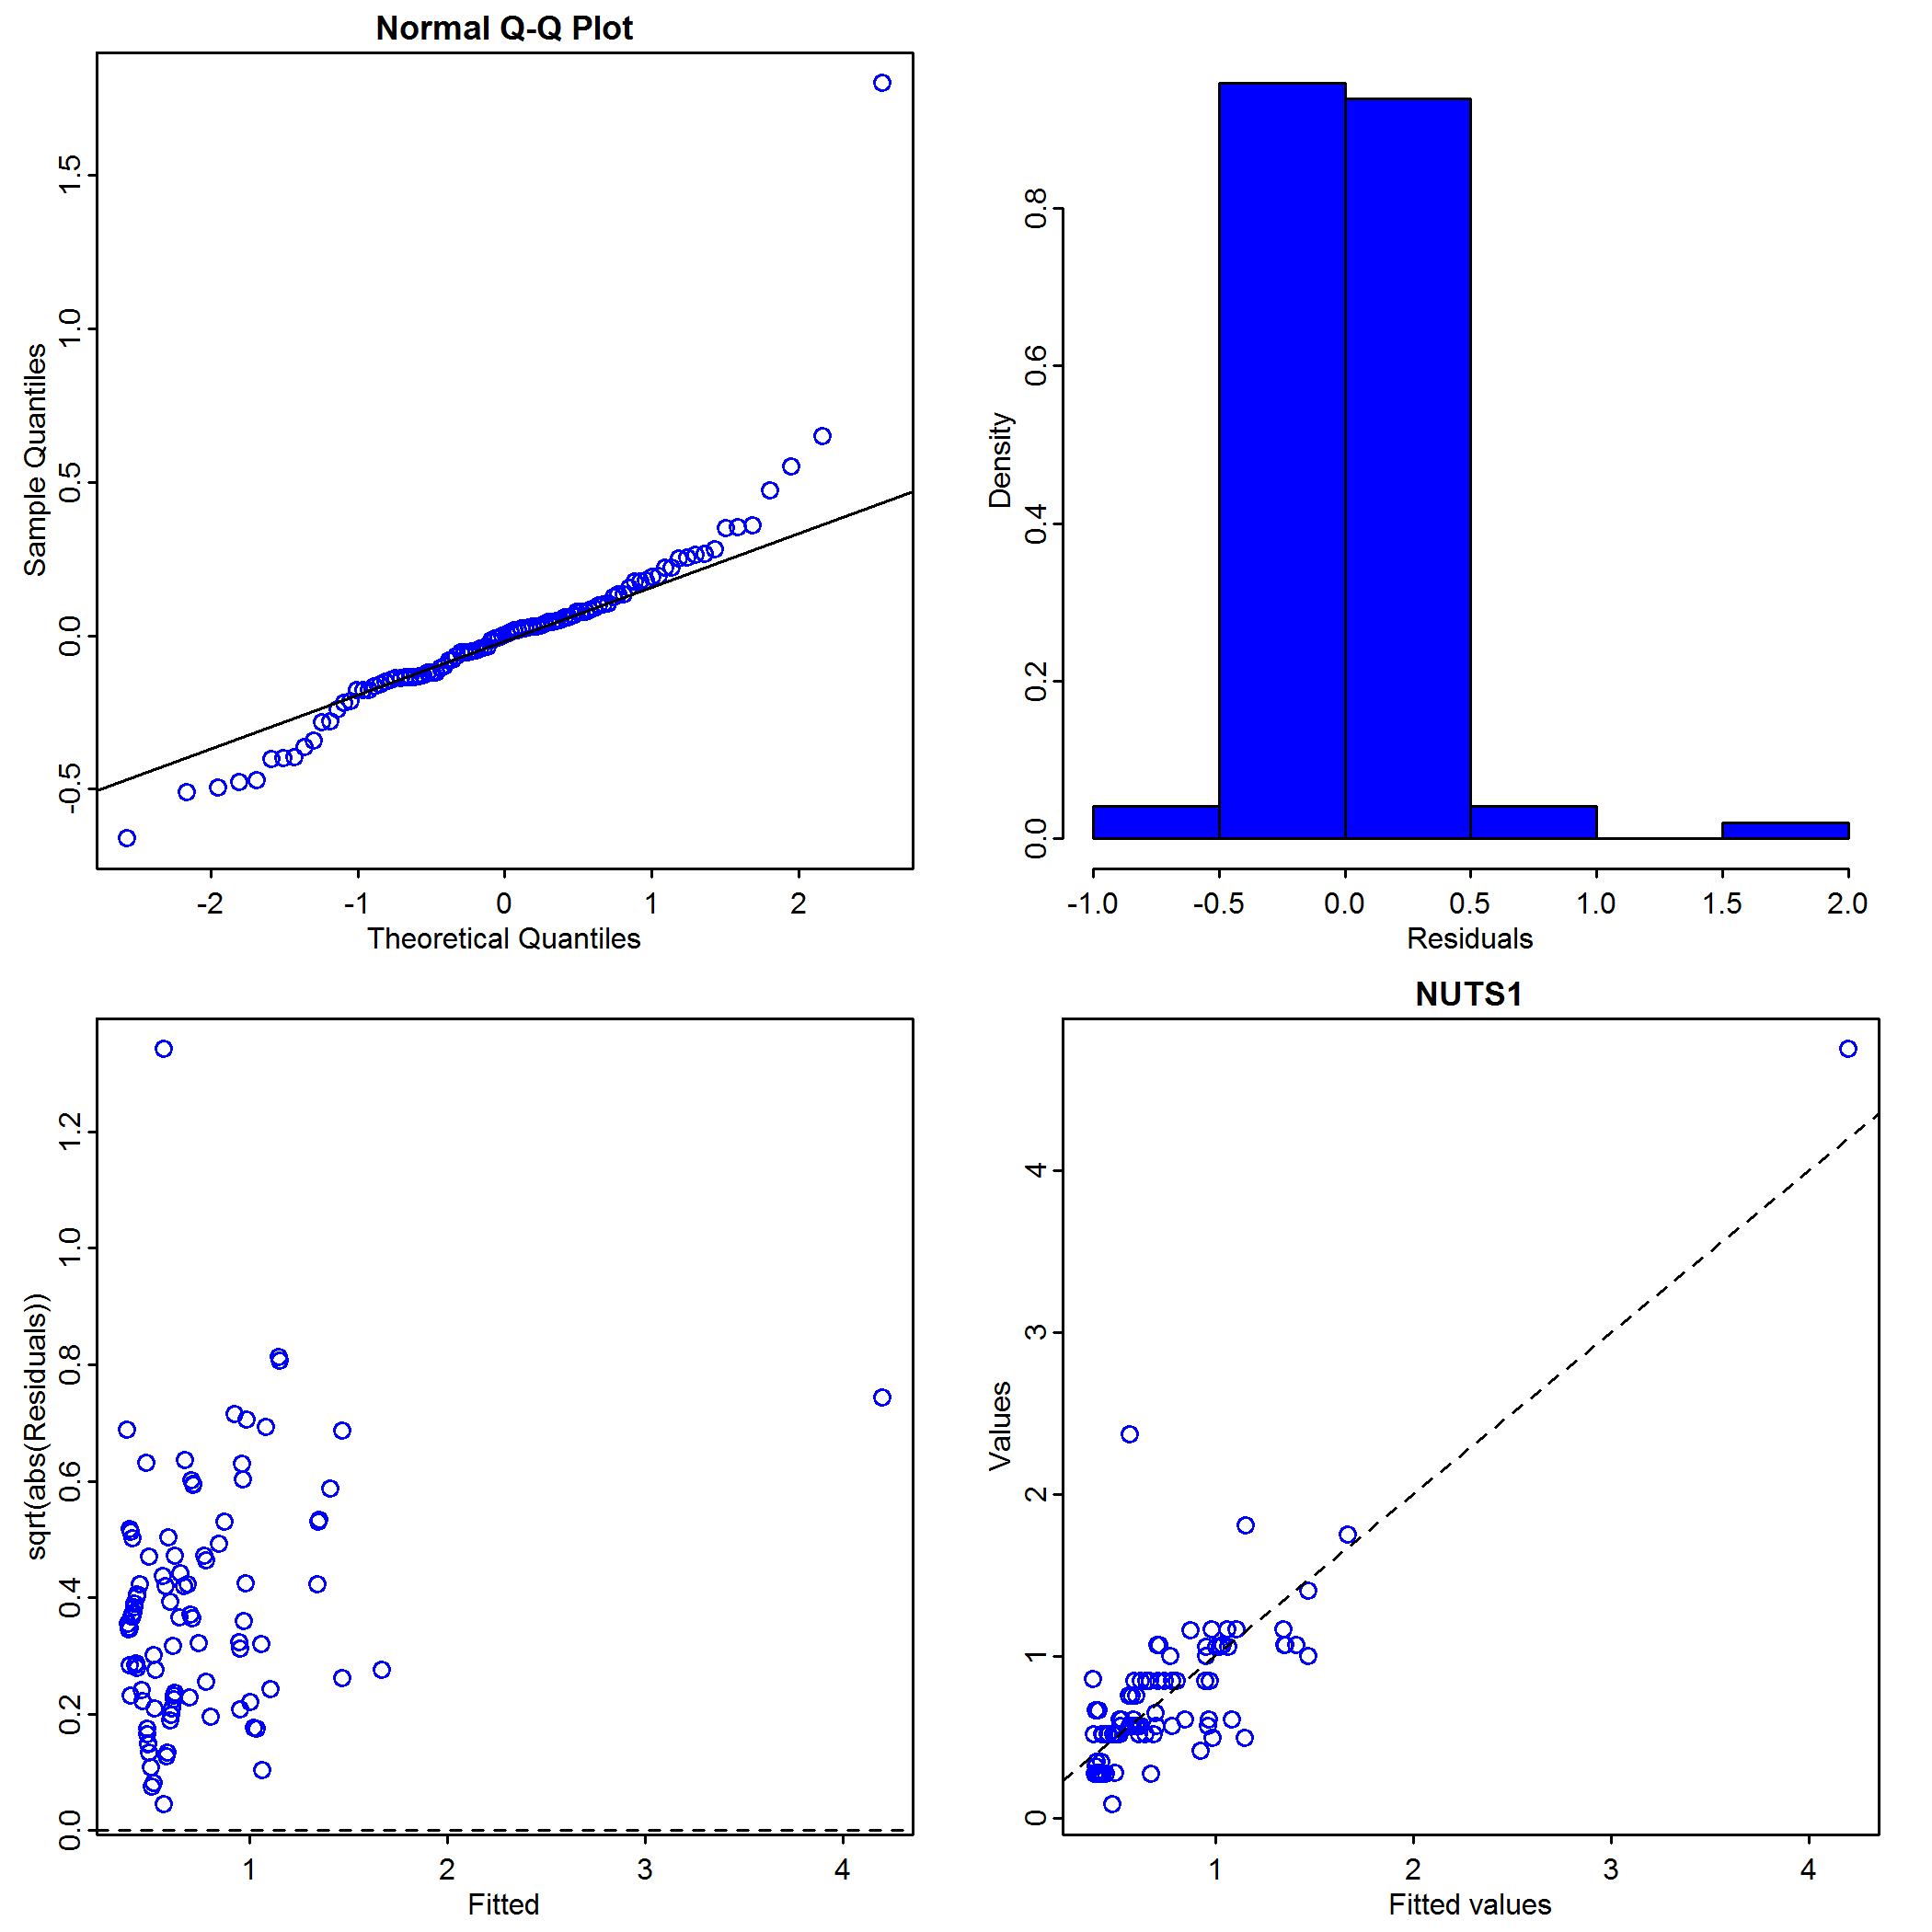 Normal Q-Q Plot
Sample Quantiles
-0.5 0.0 0.5 1.0 1.5
-2 -1 0 1 2
Theoretical Quantiles
Density
0.0 0.2 0.4 0.6 0.8
-1.0 -0.5 0.0 0.5 1.0 1.5 2.0
Residuals
sqrt(abs(Residuals))
0.0 0.2 0.4 0.6 0.8 1.0 1.2
1 2 3 4
Fitted
NUTS1
Values
0 1 2 3 4
1 2 3 4
Fitted values